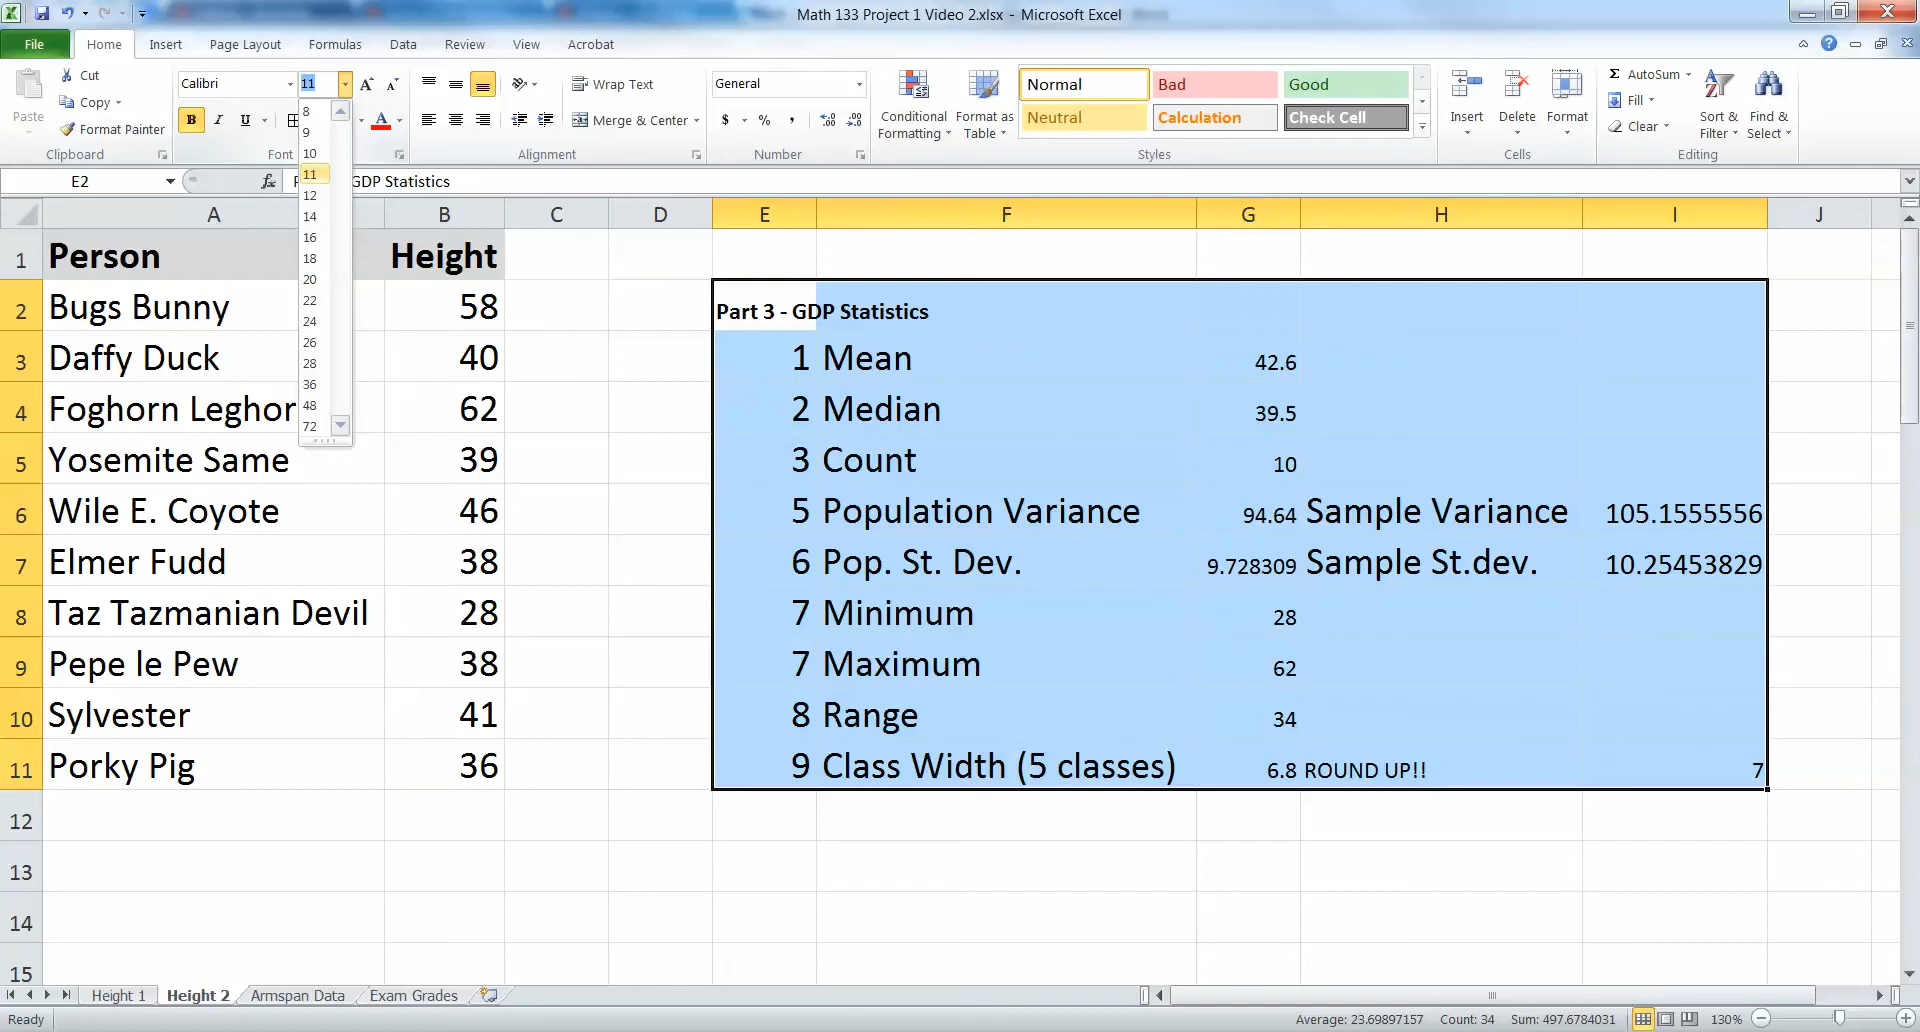 Math 133 Project 1 Video 2.xlsx - Microsoft Excel
File Home Insert Page Layout Formulas Data Review View Acrobat
Paste
Cut
Copy
Format Painter
Clipboard
Calibri 11
B I U A
Font
Wrap Text
Merge & Center
Alignment
General
$ % ,
Number
Conditional Formatting
Format as Table
Normal Bad Good
Neutral Calculation Check Cell
Styles
Insert Delete Format
Cells
Σ AutoSum
Fill
Clear
Sort & Filter
Find & Select
Editing
8
9
10
11
12
14
16
18
20
22
24
26
28
36
48
72
E2 fx GDP Statistics
A B C D E F G H I J
1 Person Height
2 Bugs Bunny 58 Part 3 - GDP Statistics
3 Daffy Duck 40 1 Mean 42.6
4 Foghorn Leghor 62 2 Median 39.5
5 Yosemite Same 39 3 Count 10
6 Wile E. Coyote 46 5 Population Variance 94.64 Sample Variance 105.1555556
7 Elmer Fudd 38 6 Pop. St. Dev. 9.728309 Sample St.dev. 10.25453829
8 Taz Tazmanian Devil 28 7 Minimum 28
9 Pepe le Pew 38 7 Maximum 62
10 Sylvester 41 8 Range 34
11 Porky Pig 36 9 Class Width (5 classes) 6.8 ROUND UP!! 7
12
13
14
15
Height 1 Height 2 Armspan Data Exam Grades
Ready Average: 23.69897157 Count: 34 Sum: 497.6784031 130%